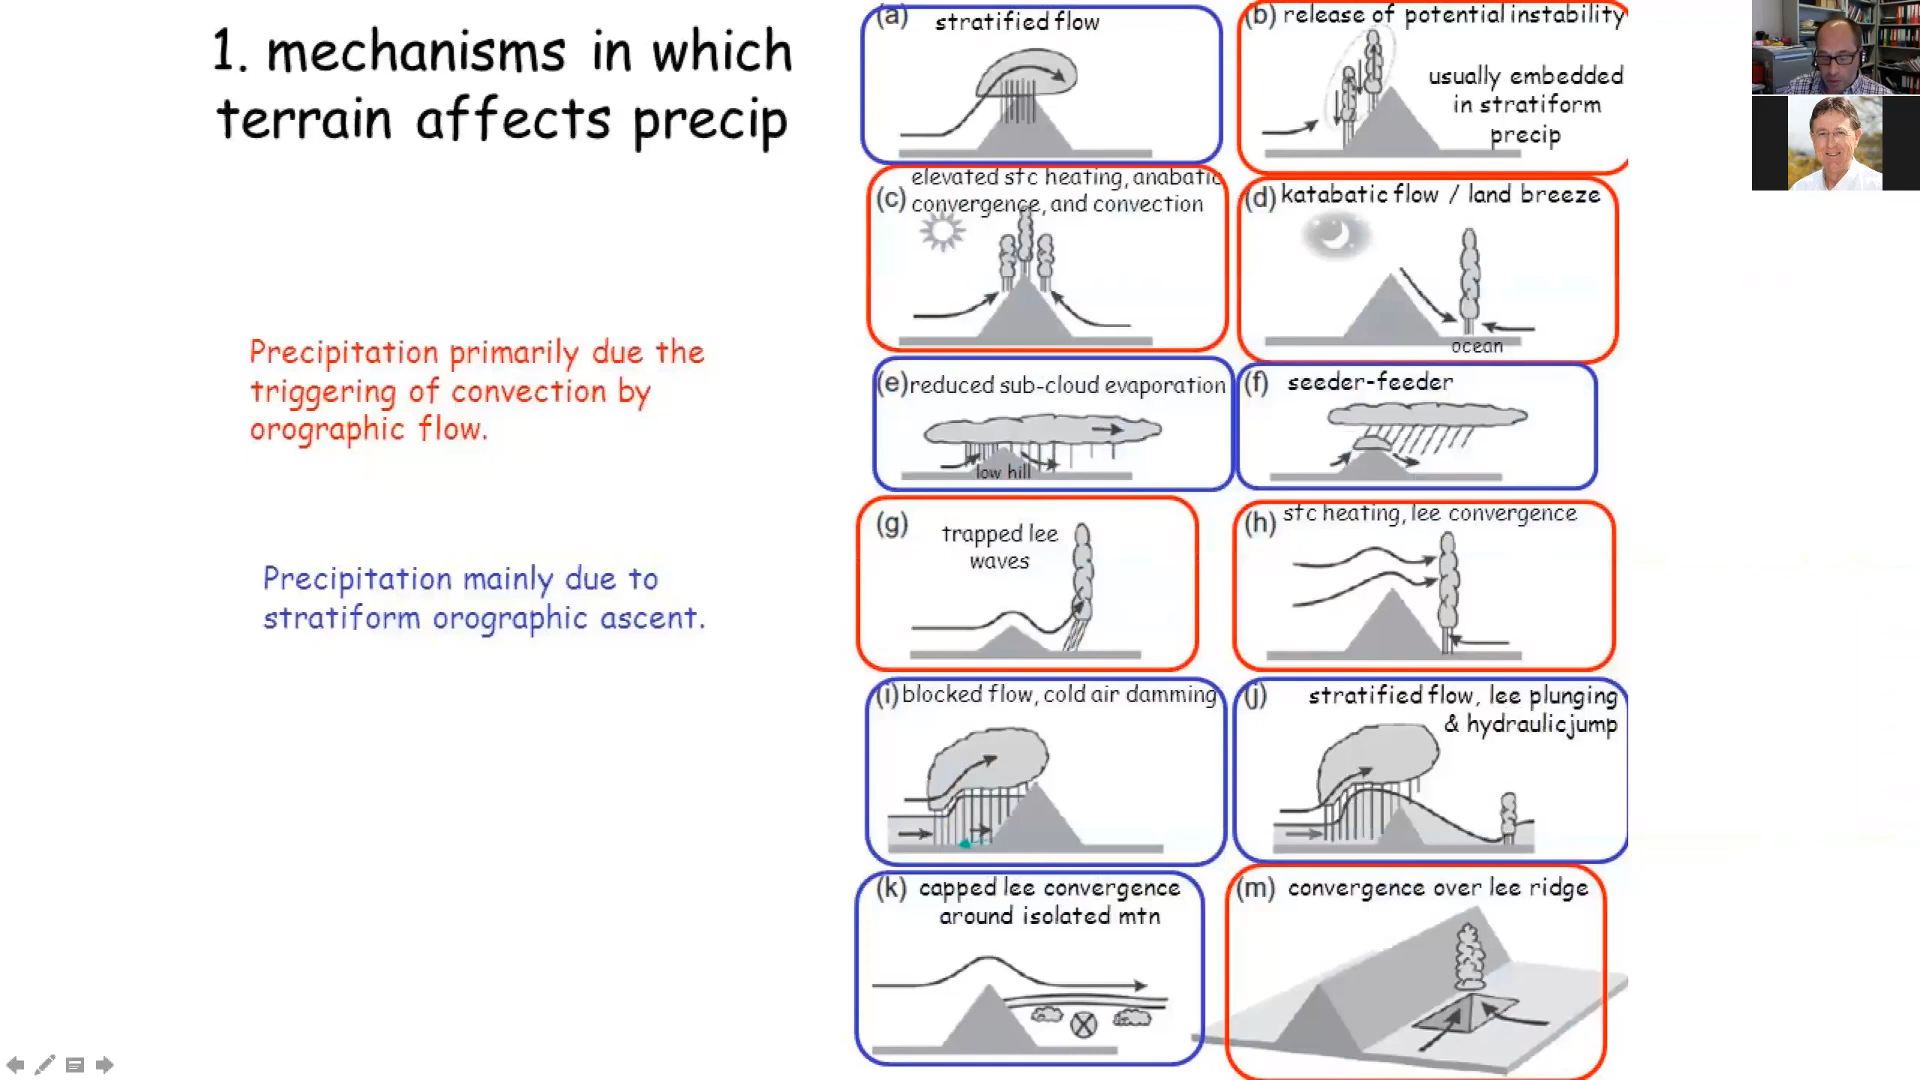 1. mechanisms in which
terrain affects precip
Precipitation primarily due the
triggering of convection by
orographic flow.
Precipitation mainly due to
stratiform orographic ascent.
(a) stratified flow
(b) release of potential instability
usually embedded
in stratiform
precip
(c) elevated sfc heating, anabatic
convergence, and convection
(d) katabatic flow / land breeze
ocean
(e) reduced sub-cloud evaporation
low hill
(f) seeder-feeder
(g) trapped lee
waves
(h) sfc heating, lee convergence
(i) blocked flow, cold air damming
(j) stratified flow, lee plunging
& hydraulic jump
(k) capped lee convergence
around isolated mtn
(m) convergence over lee ridge